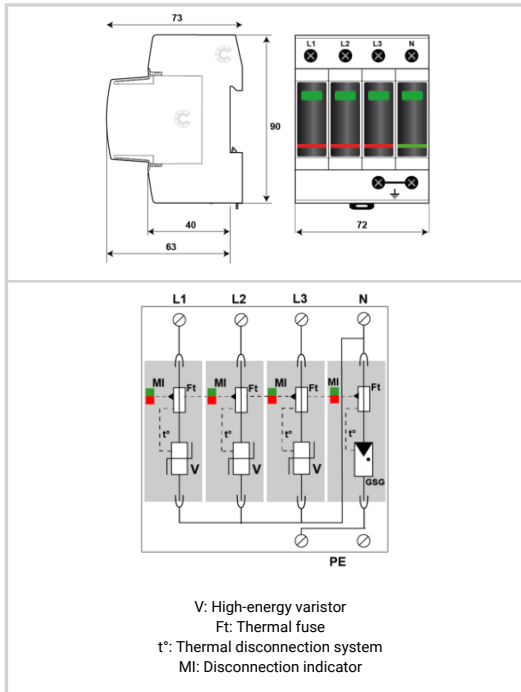 73
L1 L2 L3 N
90
40
63
72
L1 L2 L3 N
MI Ft MI Ft MI Ft MI Ft
t° t° t° t°
V V V
GSG
PE
V: High-energy varistor
Ft: Thermal fuse
t°: Thermal disconnection system
MI: Disconnection indicator